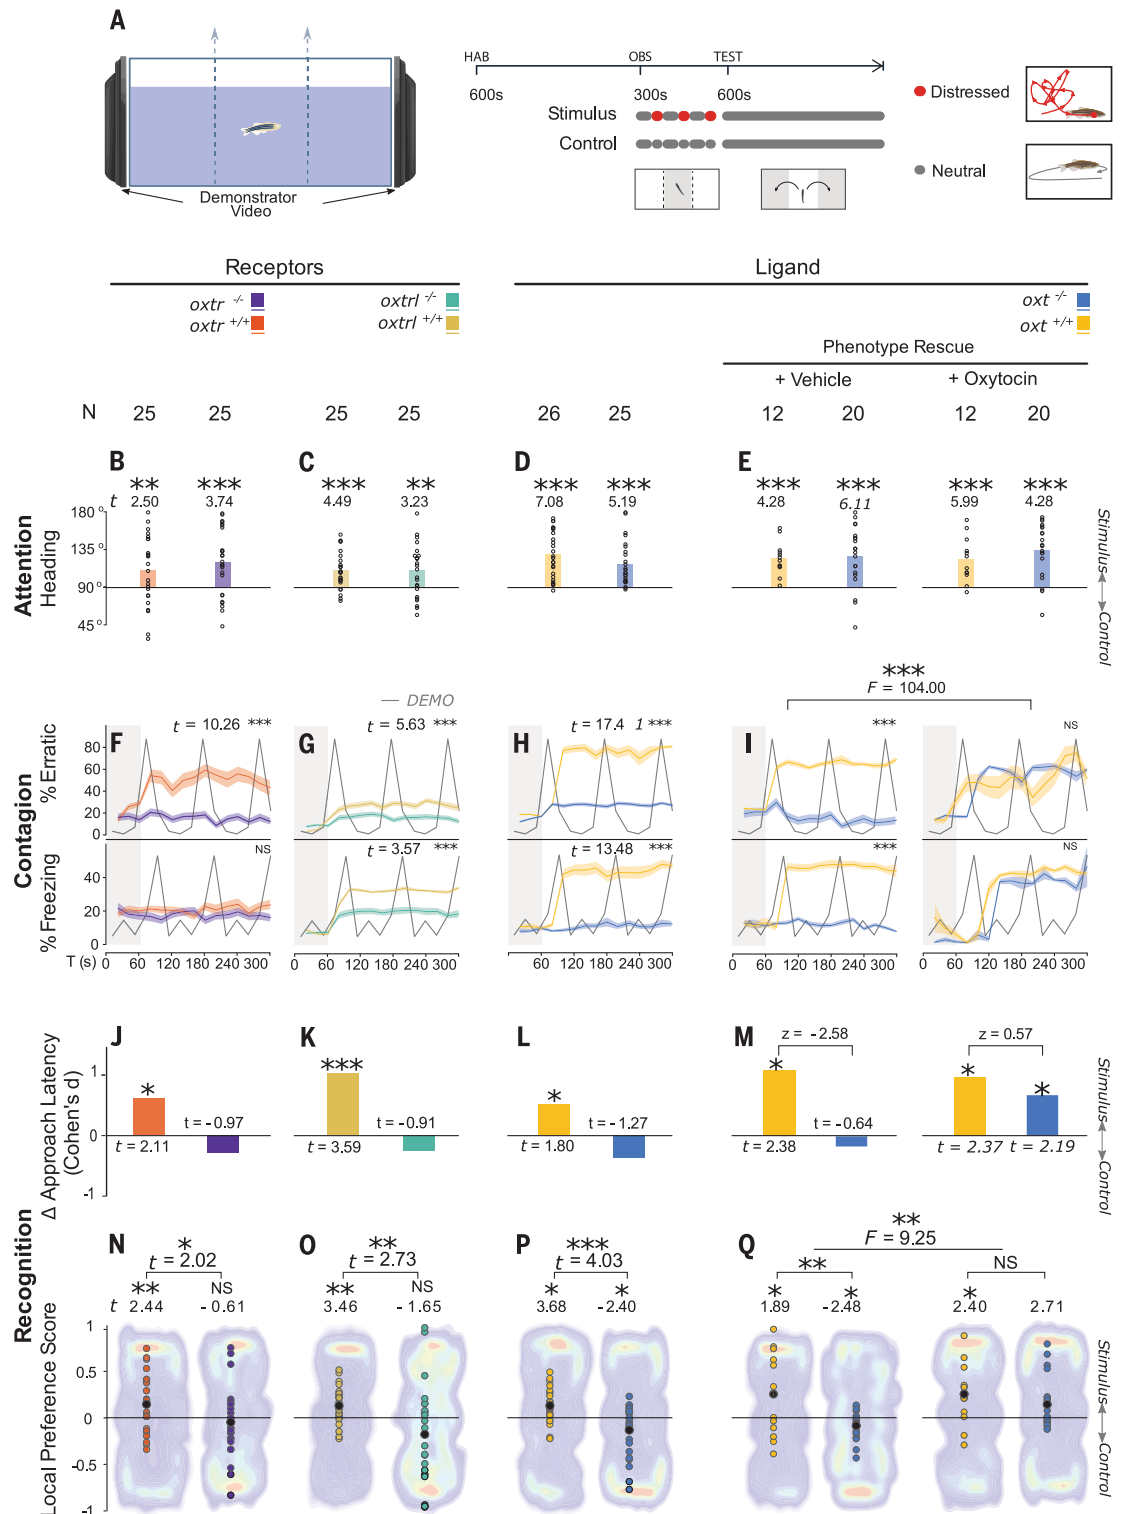 A
HAB
OBS
TEST
600s
300s
600s
Stimulus
Control
Distressed
Neutral
Demonstrator
Video
Receptors
Ligand
oxtr -/-
oxtr +/+
oxtrl -/-
oxtrl +/+
oxt -/-
oxt +/+
Phenotype Rescue
+ Vehicle
+ Oxytocin
N 25 25 25 25 26 25 12 20 12 20
B C D E
** *** *** ** *** *** *** *** *** ***
t 2.50 3.74 4.49 3.23 7.08 5.19 4.28 6.11 5.99 4.28
Attention
Heading
180 °
135 °
90 °
45 °
Stimulus
Control
***
F = 104.00
DEMO
Contagion
% Erratic
F t = 10.26 ***
G t = 5.63 ***
H t = 17.4 1 ***
I *** NS
80
60
40
20
0
% Freezing
NS
t = 3.57 ***
t = 13.48 ***
***
NS
40
20
0
T (s) 0 60 120 180 240 300
0 60 120 180 240 300
60 120 180 240 300
0 60 120 180 240 300
0 60 120 180 240 300
Recognition
Δ Approach Latency
(Cohen's d)
1
0
-1
J
*
t = 2.11
t = -0.97
K
***
t = 3.59
t = -0.91
L
*
t = 1.80
t = -1.27
M
z = -2.58
*
t = 2.38
t = -0.64
z = 0.57
* *
t = 2.37 t = 2.19
Stimulus
Control
Local Preference Score
N
*
t = 2.02
** NS
t 2.44 - 0.61
O
**
t = 2.73
** NS
3.46 - 1.65
P
***
t = 4.03
* *
3.68 -2.40
Q
**
F = 9.25
** NS
* * *
1.89 -2.48 2.40 2.71
1
0.5
0
-0.5
-1
Stimulus
Control